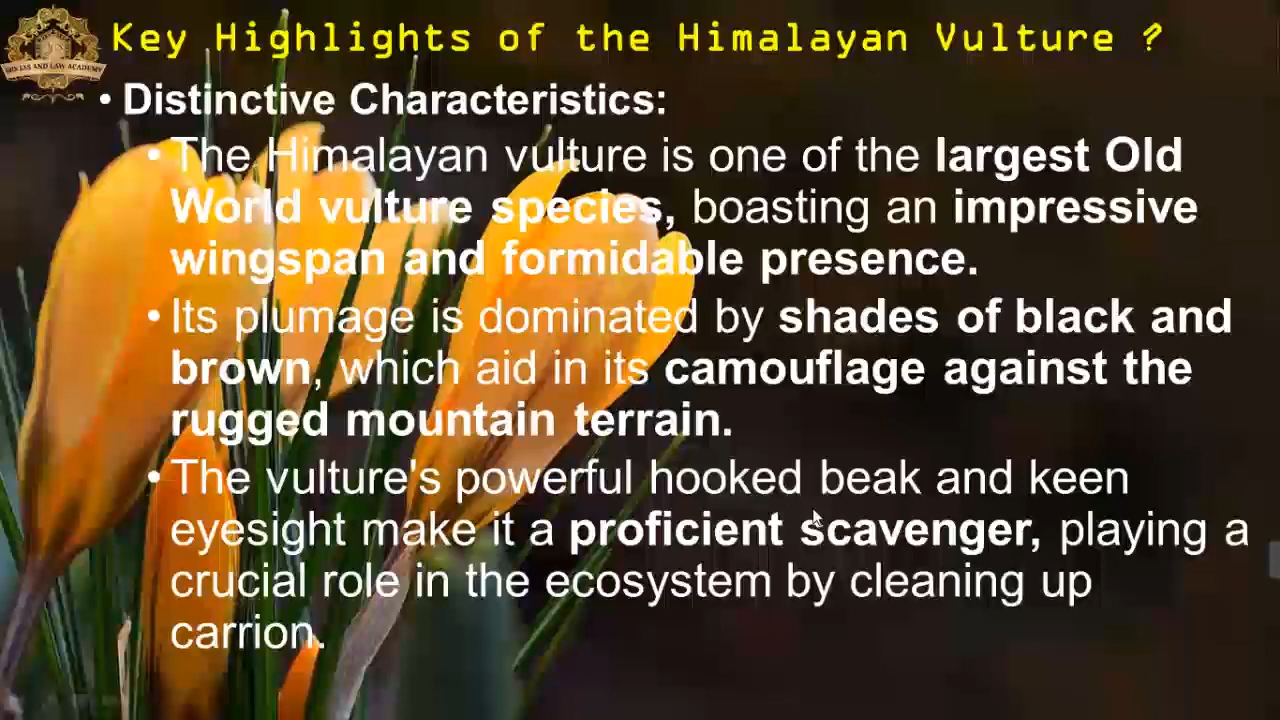 Key Highlights of the Himalayan Vulture ?
• Distinctive Characteristics:
• The Himalayan vulture is one of the largest Old
World vulture species, boasting an impressive
wingspan and formidable presence.
• Its plumage is dominated by shades of black and
brown, which aid in its camouflage against the
rugged mountain terrain.
• The vulture's powerful hooked beak and keen
eyesight make it a proficient scavenger, playing a
crucial role in the ecosystem by cleaning up
carrion.
AND LAW ACADEMY